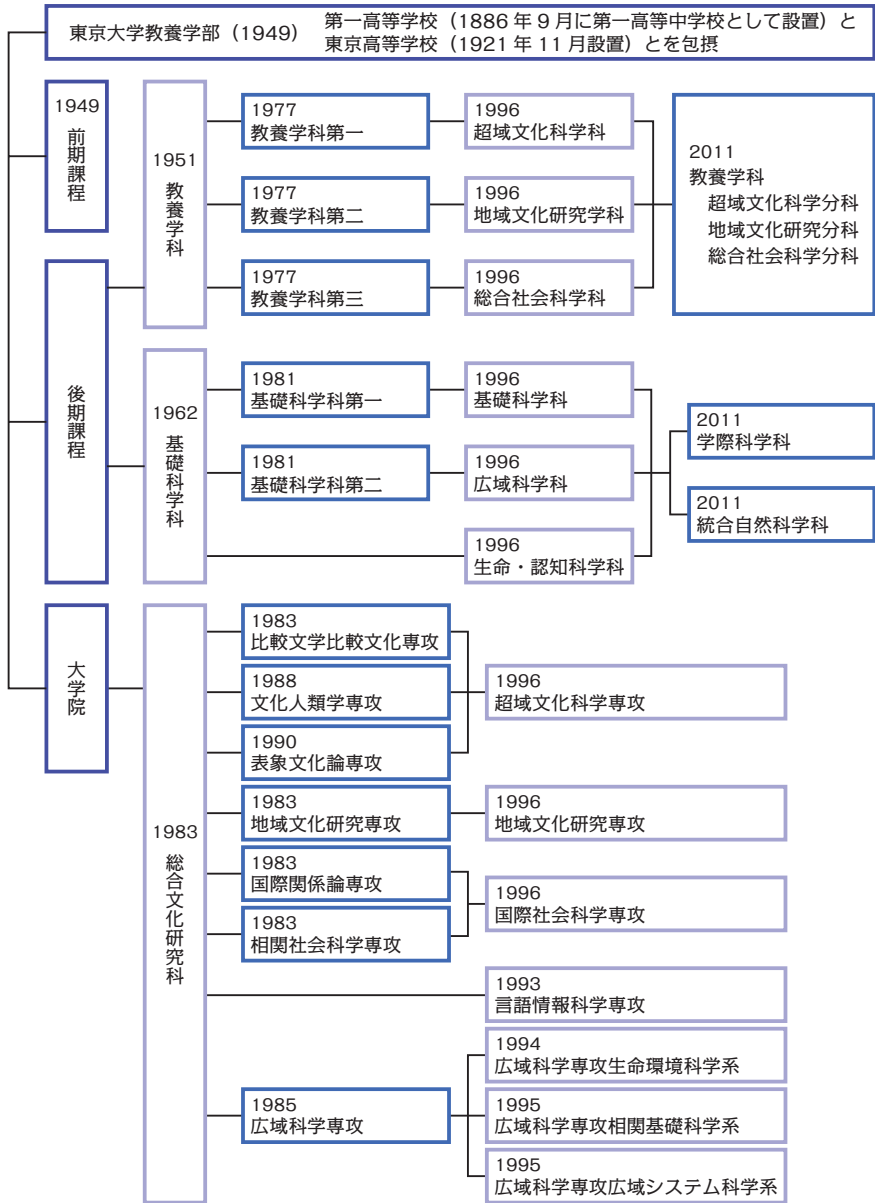 東京大学教養学部（1949） 第一高等学校（1886 年 9 月に第一高等中学校として設置）と
東京高等学校（1921 年 11 月設置）とを包摂
1949
前期課程
後期課程
大学院
1951
教養学科
1977
教養学科第一
1977
教養学科第二
1977
教養学科第三
1996
超域文化科学科
1996
地域文化研究学科
1996
総合社会科学科
2011
教養学科
超域文化科学分科
地域文化研究分科
総合社会科学分科
1962
基礎科学科
1981
基礎科学科第一
1981
基礎科学科第二
1996
基礎科学科
1996
広域科学科
1996
生命・認知科学科
2011
学際科学科
2011
統合自然科学科
1983
総合文化研究科
1983
比較文学比較文化専攻
1988
文化人類学専攻
1990
表象文化論専攻
1996
超域文化科学専攻
1983
地域文化研究専攻
1996
地域文化研究専攻
1983
国際関係論専攻
1983
相関社会科学専攻
1996
国際社会科学専攻
1993
言語情報科学専攻
1985
広域科学専攻
1994
広域科学専攻生命環境科学系
1995
広域科学専攻相関基礎科学系
1995
広域科学専攻広域システム科学系